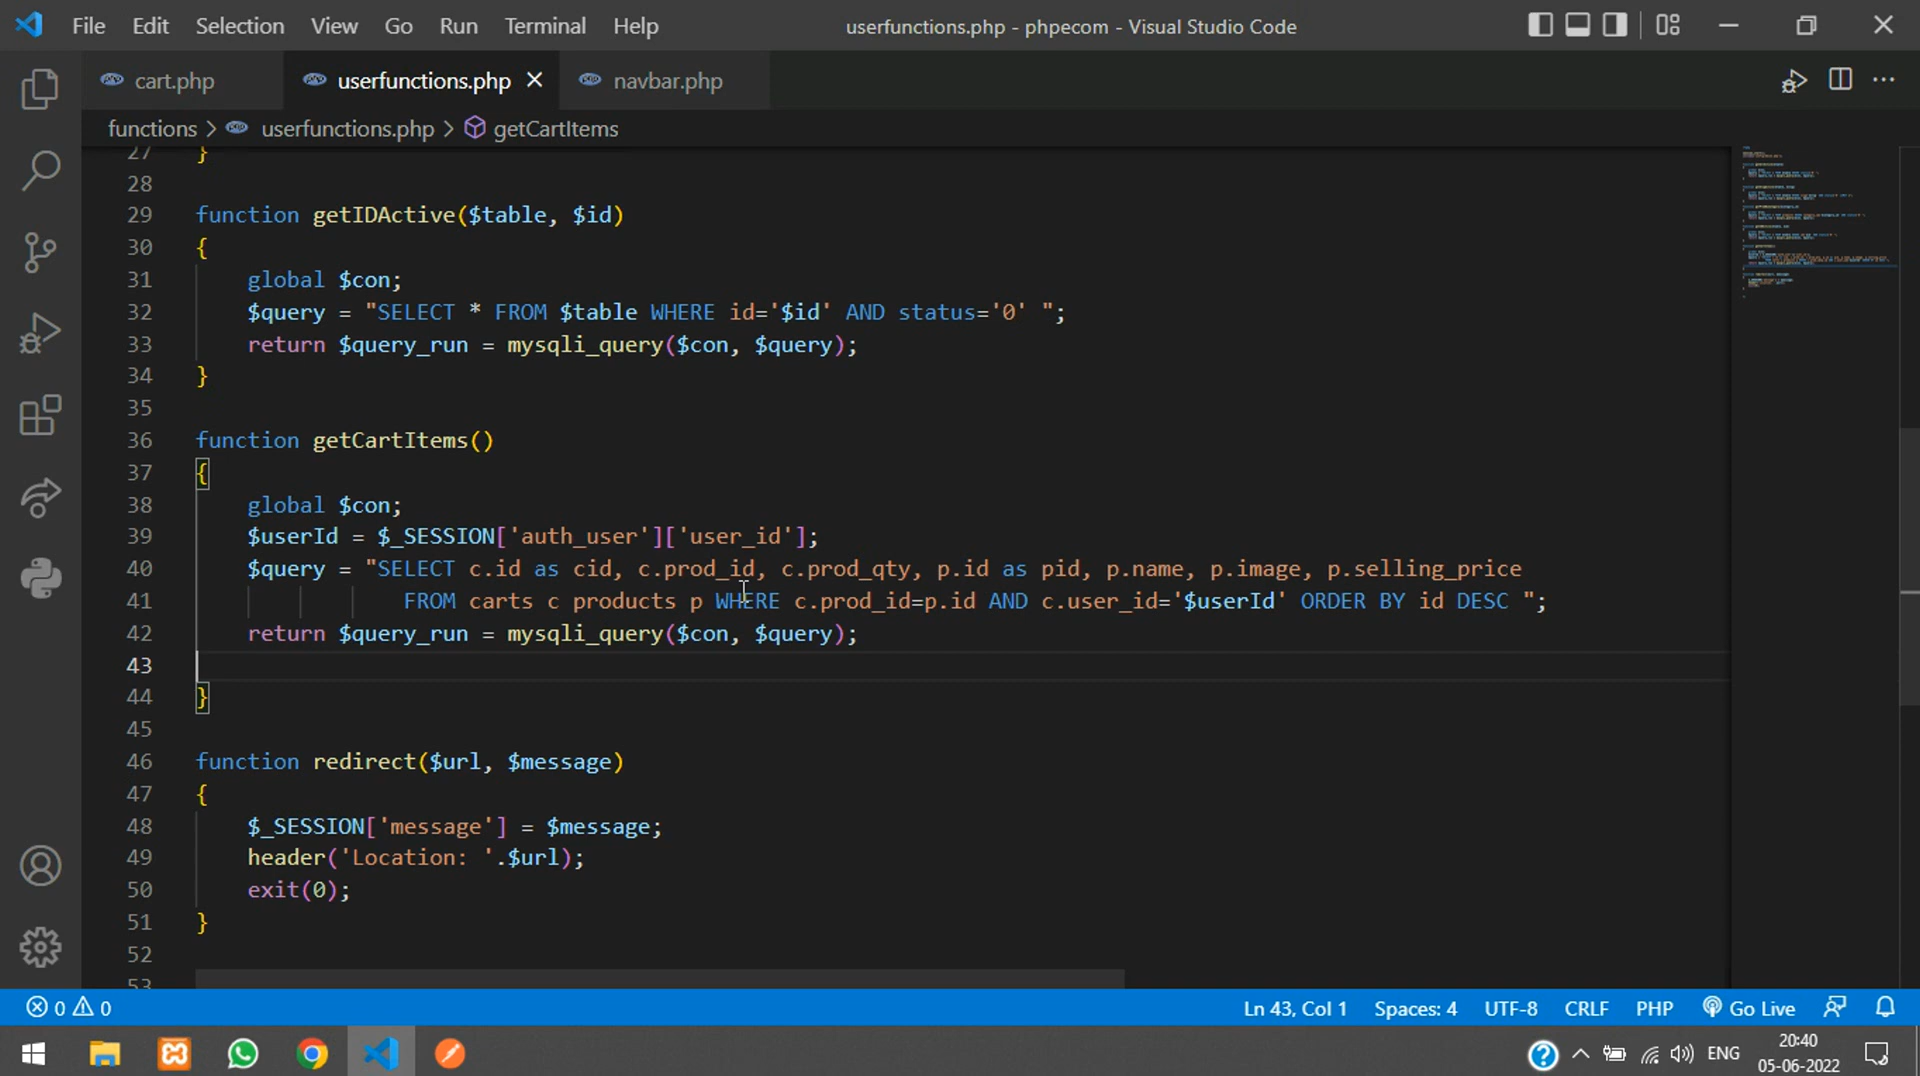 File Edit Selection View Go Run Terminal Help userfunctions.php - phpecom - Visual Studio Code
cart.php userfunctions.php navbar.php
functions > userfunctions.php > getCartItems
27 }
28
29 function getIDActive($table, $id)
30 {
31 global $con;
32 $query = "SELECT * FROM $table WHERE id='$id' AND status='0' ";
33 return $query_run = mysqli_query($con, $query);
34 }
35
36 function getCartItems()
37 {
38 global $con;
39 $userId = $_SESSION['auth_user']['user_id'];
40 $query = "SELECT c.id as cid, c.prod_id, c.prod_qty, p.id as pid, p.name, p.image, p.selling_price
41 FROM carts c products p WHERE c.prod_id=p.id AND c.user_id='$userId' ORDER BY id DESC ";
42 return $query_run = mysqli_query($con, $query);
43
44 }
45
46 function redirect($url, $message)
47 {
48 $_SESSION['message'] = $message;
49 header('Location: '.$url);
50 exit(0);
51 }
52
53
0 0 Ln 43, Col 1 Spaces: 4 UTF-8 CRLF PHP Go Live
ENG 20:40
05-06-2022